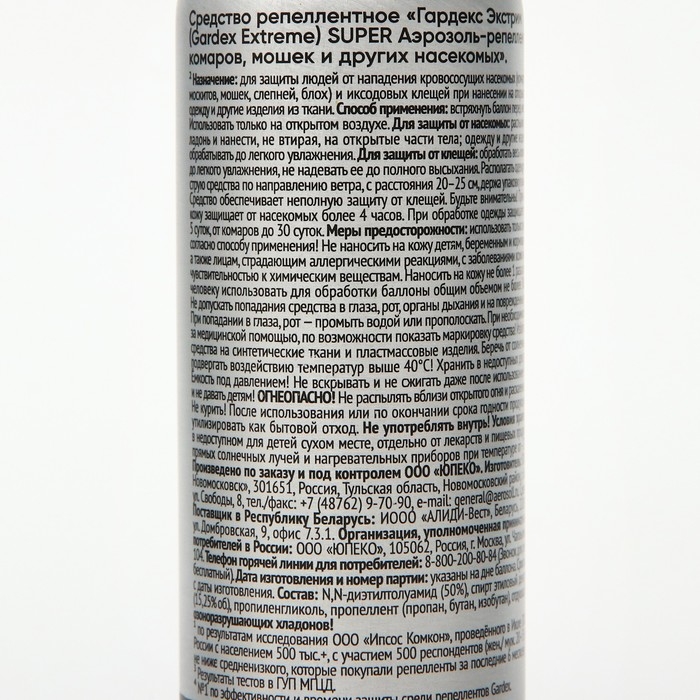 Средство репеллентное «Гардекс Экстрим
(Gardex Extreme) SUPER Аэрозоль-репелле
комаров, мошек и других насекомых».
Назначение: для защиты людей от нападения кровососущих насекомых
москитов, мошек, слепней, блох) и иксодовых клещей при нанесении на
одежду и другие изделия из ткани. Способ применения: встряхнуть баллон
Использовать только на открытом воздухе. Для защиты от насекомых:
ладонь и нанести, не втирая, на открытые части тела; одежду и другие
обрабатывать до легкого увлажнения. Для защиты от клещей: обработать
до легкого увлажнения, не надевать ее до полного высыхания. Располагать
струю средства по направлению ветра, с расстояния 20–25 см, держа
Средство обеспечивает неполную защиту от клещей. Будьте внимательны!
кожу защищает от насекомых более 4 часов. При обработке одежды
5 суток, от комаров до 30 суток. Меры предосторожности: использовать
согласно способу применения! Не наносить на кожу детям, беременным и
а также лицам, страдающим аллергическими реакциями, с заболеваниями
чувствительностью к химическим веществам. Наносить на кожу не более 1
человеку использовать для обработки баллоны общим объемом не более
Не допускать попадания средства в глаза, рот, органы дыхания и на
При попадании в глаза, рот — промыть водой или прополоскать. При
за медицинской помощью, по возможности показать маркировку средства!
средства на синтетические ткани и пластмассовые изделия. Беречь от
подвергать воздействию температур выше 40°С! Хранить в недоступных
Емкость под давлением! Не вскрывать и не сжигать даже после
и не давать детям! ОГНЕОПАСНО! Не распылять вблизи открытого огня и
Не курить! После использования или по окончании срока годности
утилизировать как бытовой отход. Не употреблять внутрь! Условия
в недоступном для детей сухом месте, отдельно от лекарств и пищевых
прямых солнечных лучей и нагревательных приборов при температуре
Произведено по заказу и под контролем ООО «ЮПЕКО». Изготовитель
Новомосковск», 301651, Россия, Тульская область, Новомосковский
ул. Свободы, 8, тел./факс: +7 (48762) 9-70-90, e-mail: general@aerosol
Поставщик в Республику Беларусь: ИООО «АЛИДИ-Вест», Беларусь,
ул. Домбровская, 9, офис 7.3.1. Организация, уполномоченная
потребителей в России: ООО «ЮПЕКО», 105062, Россия, г. Москва, ул.
104. Телефон горячей линии для потребителей: 8-800-200-80-84
бесплатный). Дата изготовления и номер партии: указаны на дне баллона.
с даты изготовления. Состав: N,N-диэтилтолуамид (50%), спирт этиловый
(15,25% об), пропиленгликоль, пропеллент (пропан, бутан, изобутан),
озоноразрушающих хладонов!
по результатам исследования ООО «Ипсос Комкон», проведённого в
России с населением 500 тыс.+, с участием 500 респондентов
не ниже среднего, которые покупали репелленты за последние 6
Результаты тестов в ГУП МГЦД.
№1 по эффективности и времени защиты среди репеллентов Gardex.